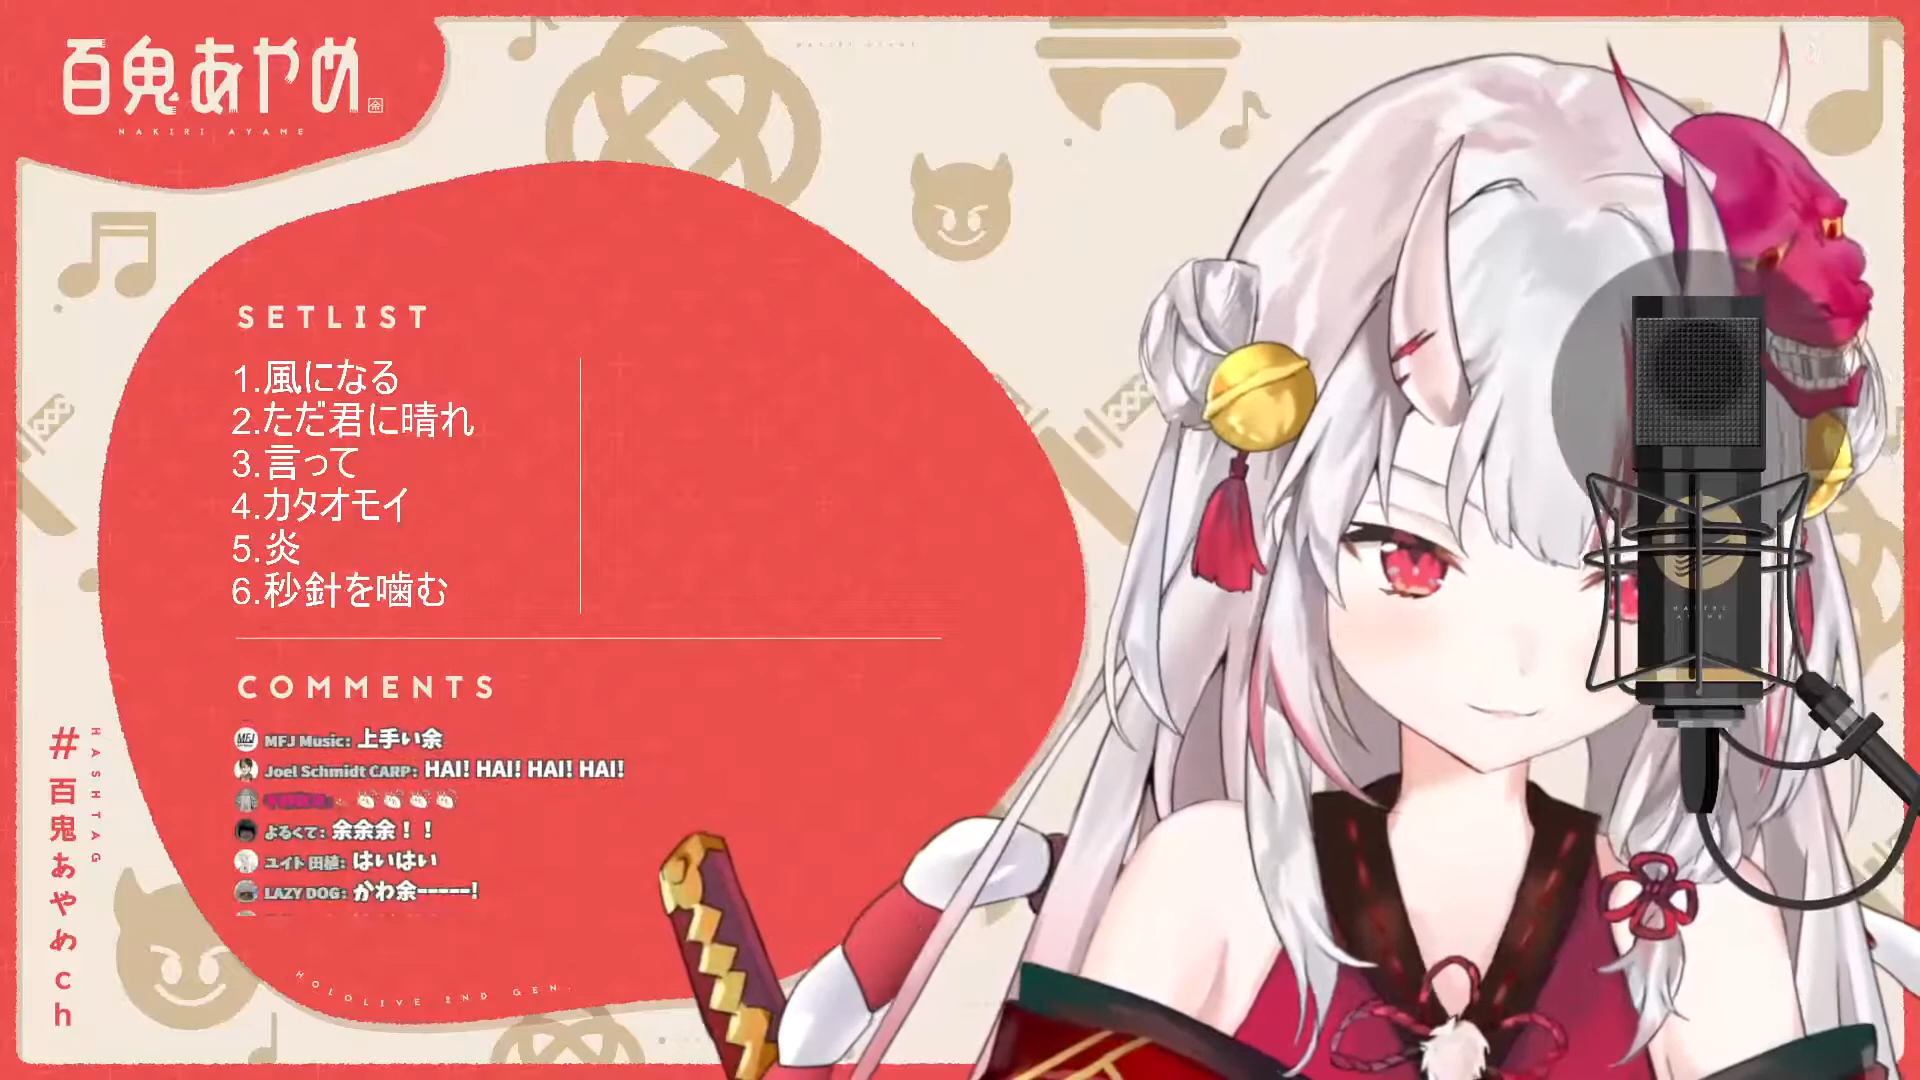 百鬼あやめ 余
NAKIRI AYAME
SETLIST
1.風になる
2.ただ君に晴れ
3.言って
4.カタオモイ
5.炎
6.秒針を噛む
COMMENTS
MFJ Music: 上手い余
Joel Schmidt CARP: HAI! HAI! HAI! HAI!
よるくて: 余余余！！
ユイト 田植: はいはい
LAZY DOG: かわ余-----!
HOLOLIVE 2ND GEN.
HASHTAG
#百鬼あやめch
NAKIRI
AYAME